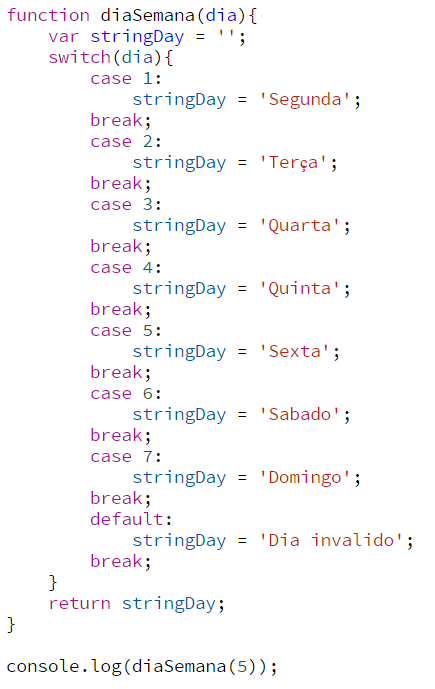 function diaSemana(dia){
    var stringDay = '';
    switch(dia){
        case 1:
            stringDay = 'Segunda';
        break;
        case 2:
            stringDay = 'Terça';
        break;
        case 3:
            stringDay = 'Quarta';
        break;
        case 4:
            stringDay = 'Quinta';
        break;
        case 5:
            stringDay = 'Sexta';
        break;
        case 6:
            stringDay = 'Sabado';
        break;
        case 7:
            stringDay = 'Domingo';
        break;
        default:
            stringDay = 'Dia invalido';
        break;
    }
    return stringDay;
}

console.log(diaSemana(5));